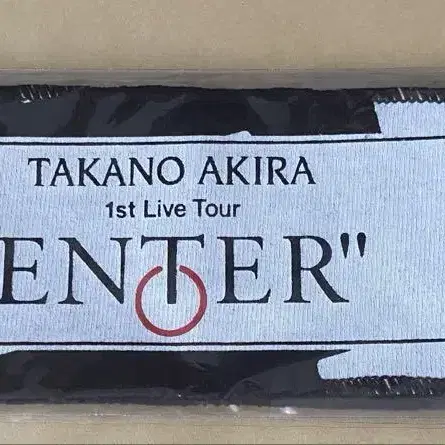 TAKANO AKIRA
1st Live Tour
ENTER"